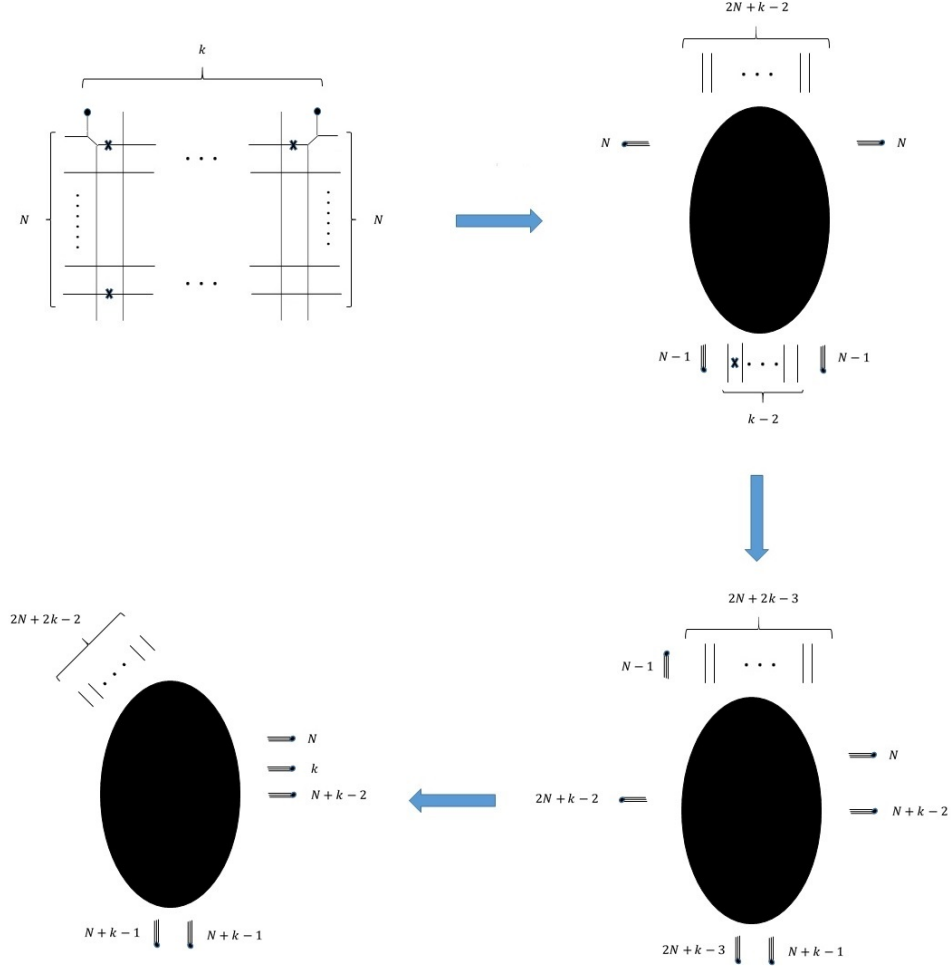 k
N
N
2N + k − 2
N
N
N − 1
N − 1
k − 2
2N + 2k − 3
N − 1
N
2N + k − 2
N + k − 2
2N + k − 3
N + k − 1
2N + 2k − 2
N
k
N + k − 2
N + k − 1
N + k − 1